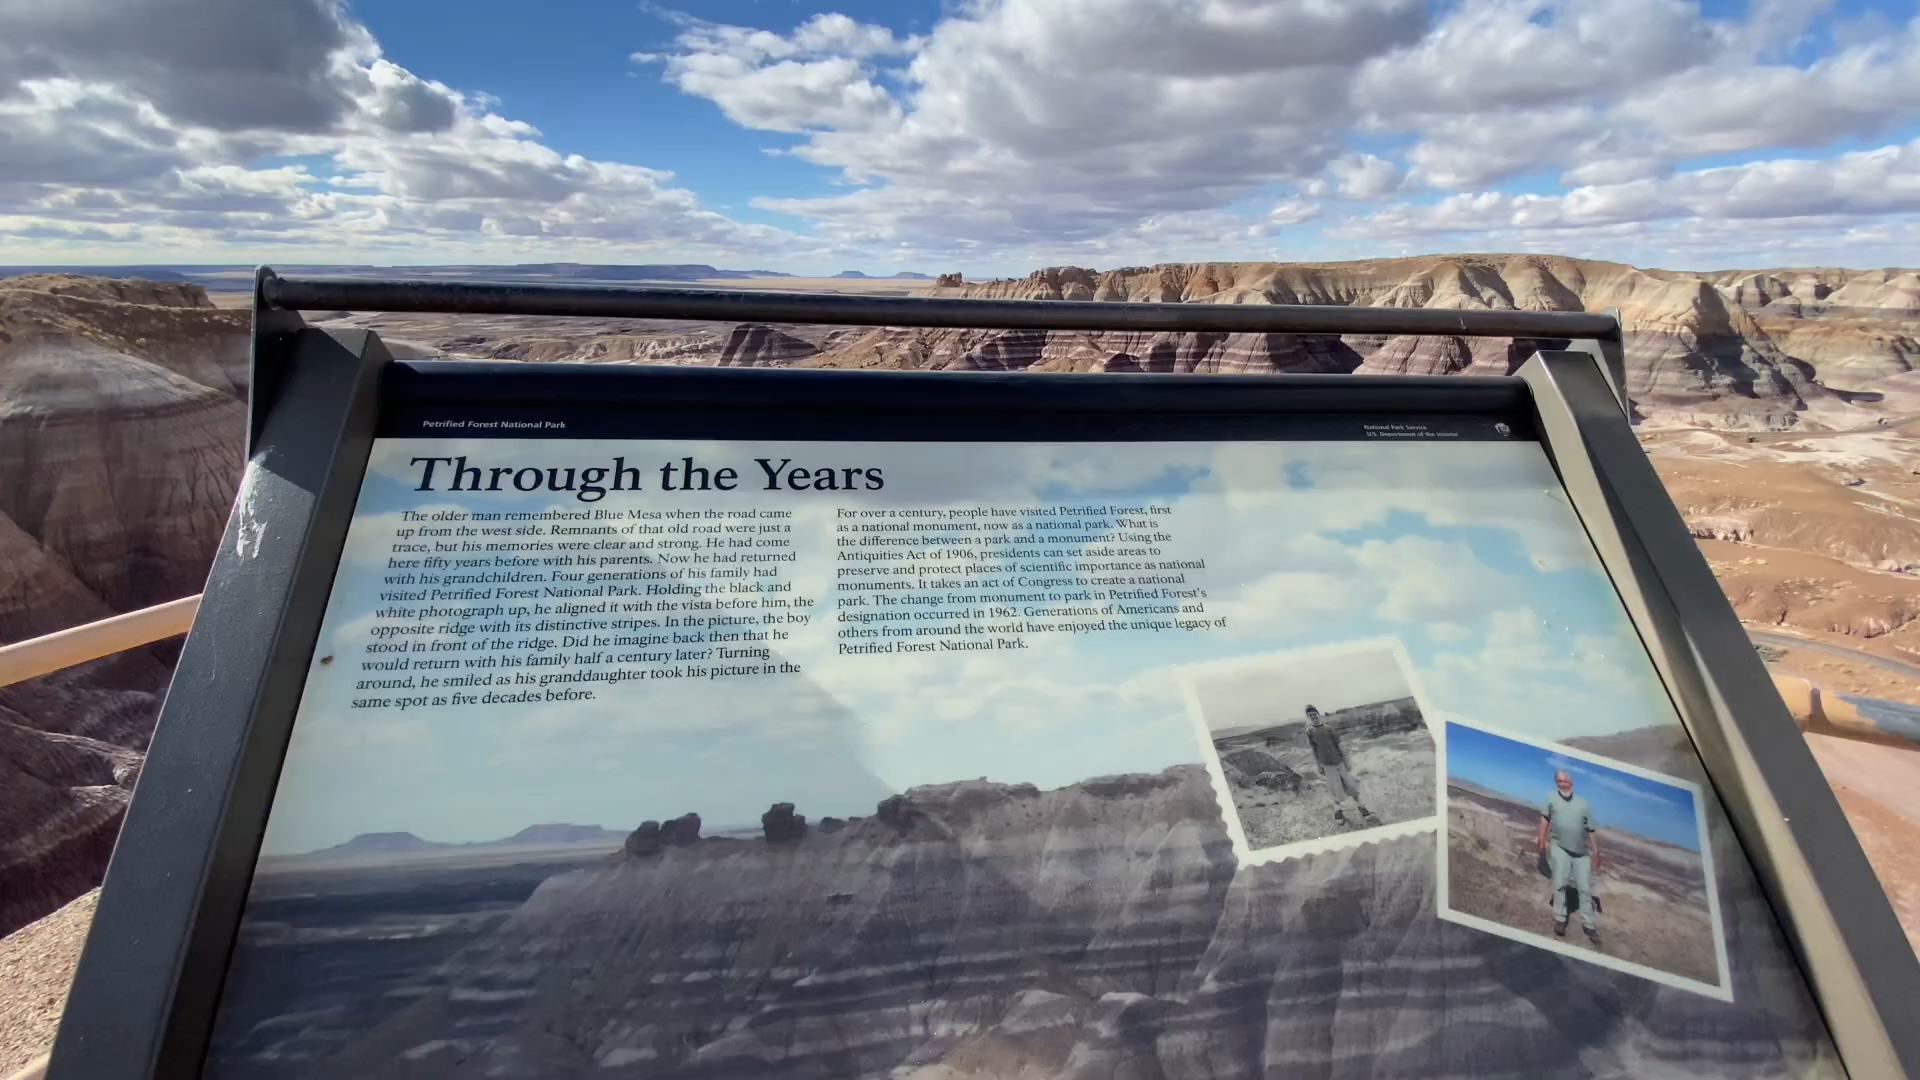 Petrified Forest National Park
National Park Service
U.S. Department of the Interior
Through the Years
The older man remembered Blue Mesa when the road came
up from the west side. Remnants of that old road were just a
trace, but his memories were clear and strong. He had come
here fifty years before with his parents. Now he had returned
with his grandchildren. Four generations of his family had
visited Petrified Forest National Park. Holding the black and
white photograph up, he aligned it with the vista before him, the
opposite ridge with its distinctive stripes. In the picture, the boy
stood in front of the ridge. Did he imagine back then that he
would return with his family half a century later? Turning
around, he smiled as his granddaughter took his picture in the
same spot as five decades before.
For over a century, people have visited Petrified Forest, first
as a national monument, now as a national park. What is
the difference between a park and a monument? Using the
Antiquities Act of 1906, presidents can set aside areas to
preserve and protect places of scientific importance as national
monuments. It takes an act of Congress to create a national
park. The change from monument to park in Petrified Forest's
designation occurred in 1962. Generations of Americans and
others from around the world have enjoyed the unique legacy of
Petrified Forest National Park.